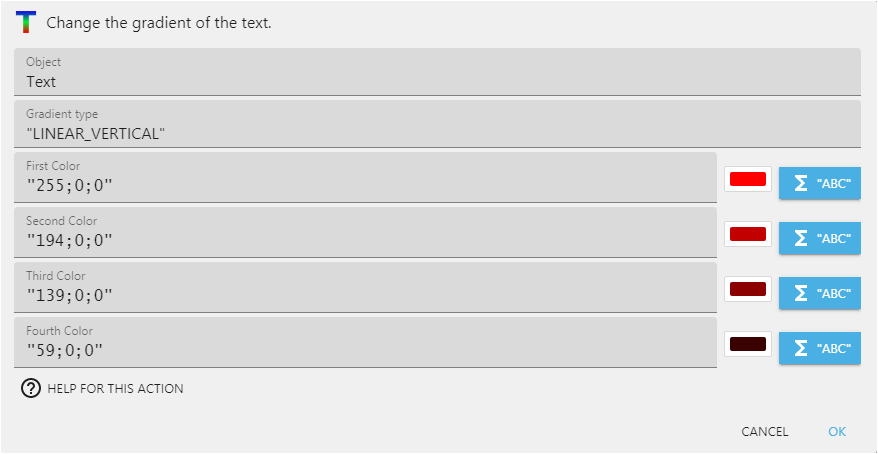 Change the gradient of the text.
Object
Text
Gradient type
"LINEAR_VERTICAL"
First Color
"255;0;0"
Σ "ABC"
Second Color
"194;0;0"
Σ "ABC"
Third Color
"139;0;0"
Σ "ABC"
Fourth Color
"59;0;0"
Σ "ABC"
HELP FOR THIS ACTION
CANCEL OK